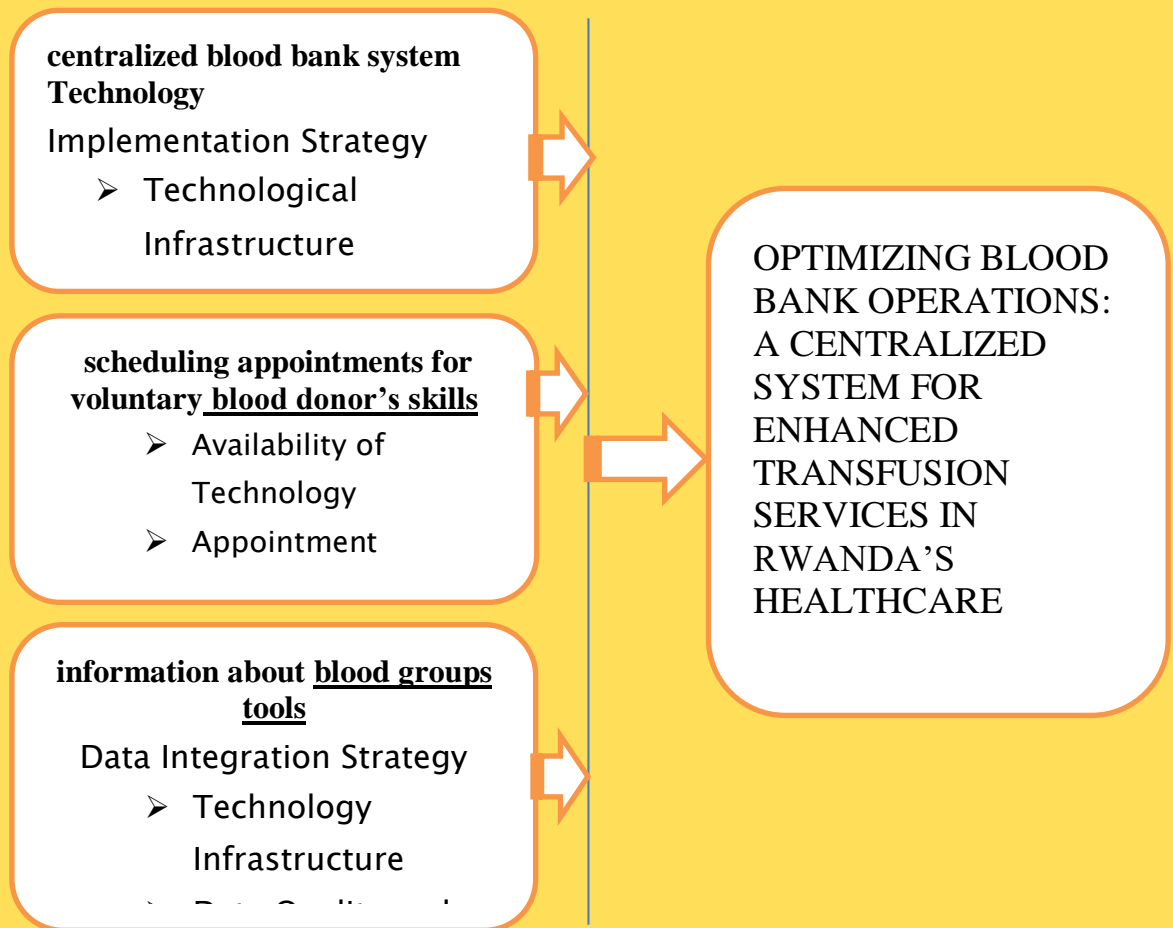 centralized blood bank system
Technology
Implementation Strategy
➢ Technological
Infrastructure
scheduling appointments for
voluntary blood donor's skills
➢ Availability of
Technology
➢ Appointment
information about blood groups
tools
Data Integration Strategy
➢ Technology
Infrastructure
OPTIMIZING BLOOD
BANK OPERATIONS:
A CENTRALIZED
SYSTEM FOR
ENHANCED
TRANSFUSION
SERVICES IN
RWANDA’S
HEALTHCARE